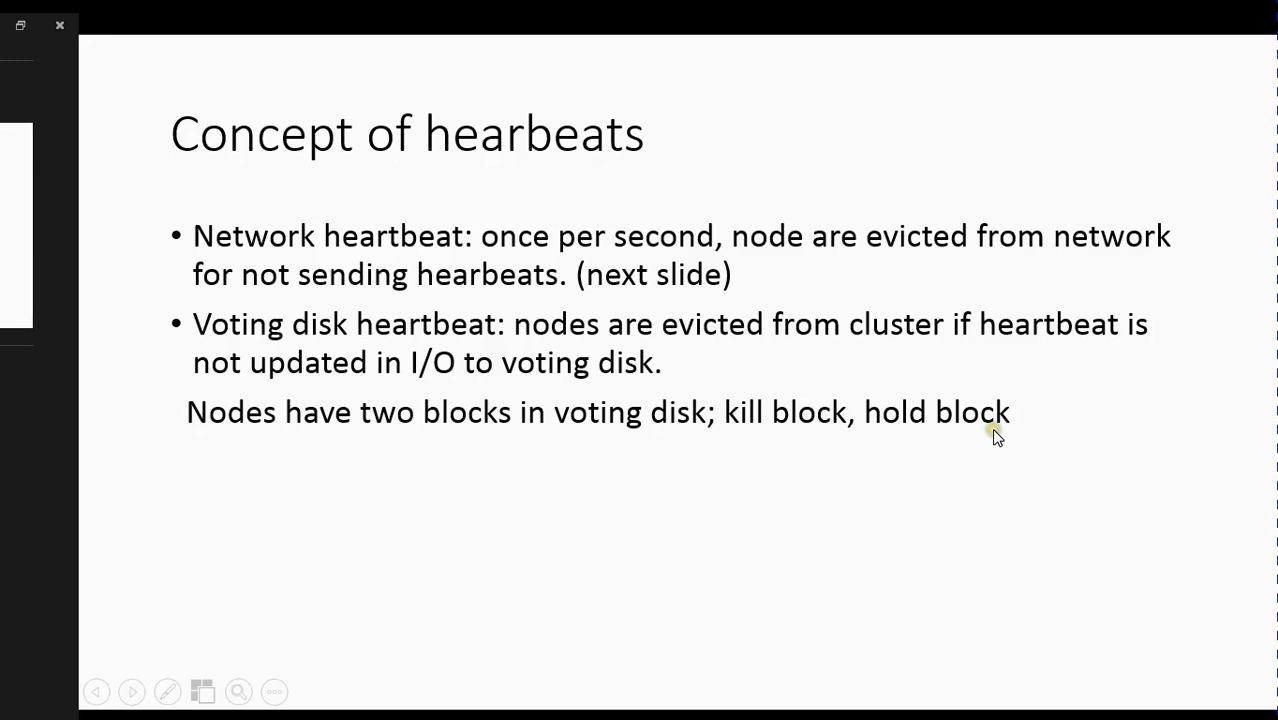 Concept of hearbeats
• Network heartbeat: once per second, node are evicted from network
for not sending hearbeats. (next slide)
• Voting disk heartbeat: nodes are evicted from cluster if heartbeat is
not updated in I/O to voting disk.
Nodes have two blocks in voting disk; kill block, hold block